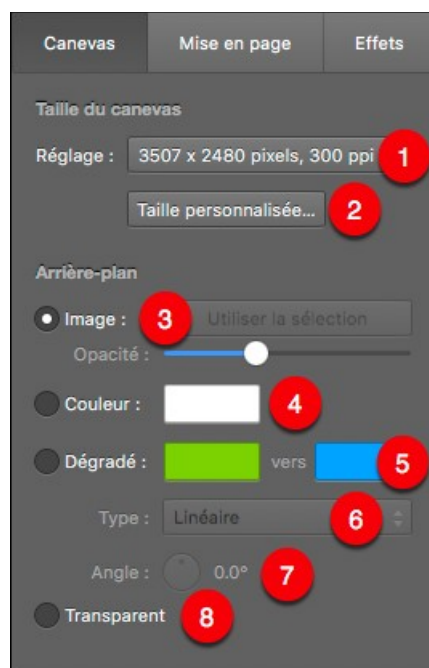 Canevas Mise en page Effets
Taille du canevas
Réglage : 3507 x 2480 pixels, 300 ppi 1
Taille personnalisée... 2
Arrière-plan
Image : 3 Utiliser la sélection
Opacité :
Couleur : 4
Dégradé : vers 5
Type : Linéaire 6
Angle : 0.0° 7
Transparent 8